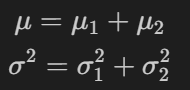 μ = μ₁ + μ₂
σ² = σ₁² + σ₂²